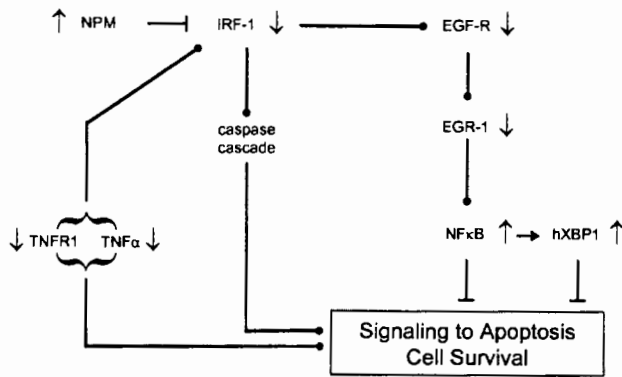 ↑ NPM IRF-1 ↓ EGF-R ↓
caspase
cascade
EGR-1 ↓
↓ TNFR1 TNFα ↓
NFκB ↑ → hXBP1 ↑
Signaling to Apoptosis
Cell Survival